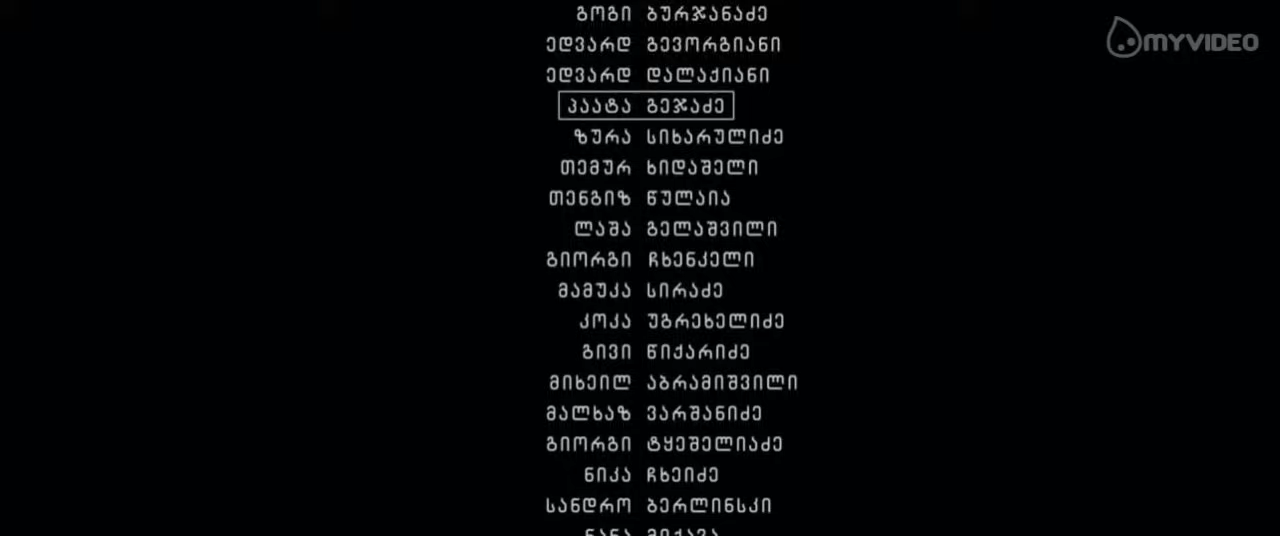 გოგი ბურჯანაძე
MYVIDEO
ედვარდ გევორგიანი
ედვარდ დალაქიანი
პაატა გეჯაძე
ზურა სიხარულიძე
თემურ ხიდაშელი
თენგიზ წულაია
ლაშა გელაშვილი
გიორგი ჩხენკელი
მამუკა სირაძე
კოკა უგრეხელიძე
გივი წიქარიძე
მიხეილ აბრამიშვილი
მალხაზ ვარშანიძე
გიორგი ტყეშელიაძე
ნიკა ჩხეიძე
სანდრო ბერლინსკი